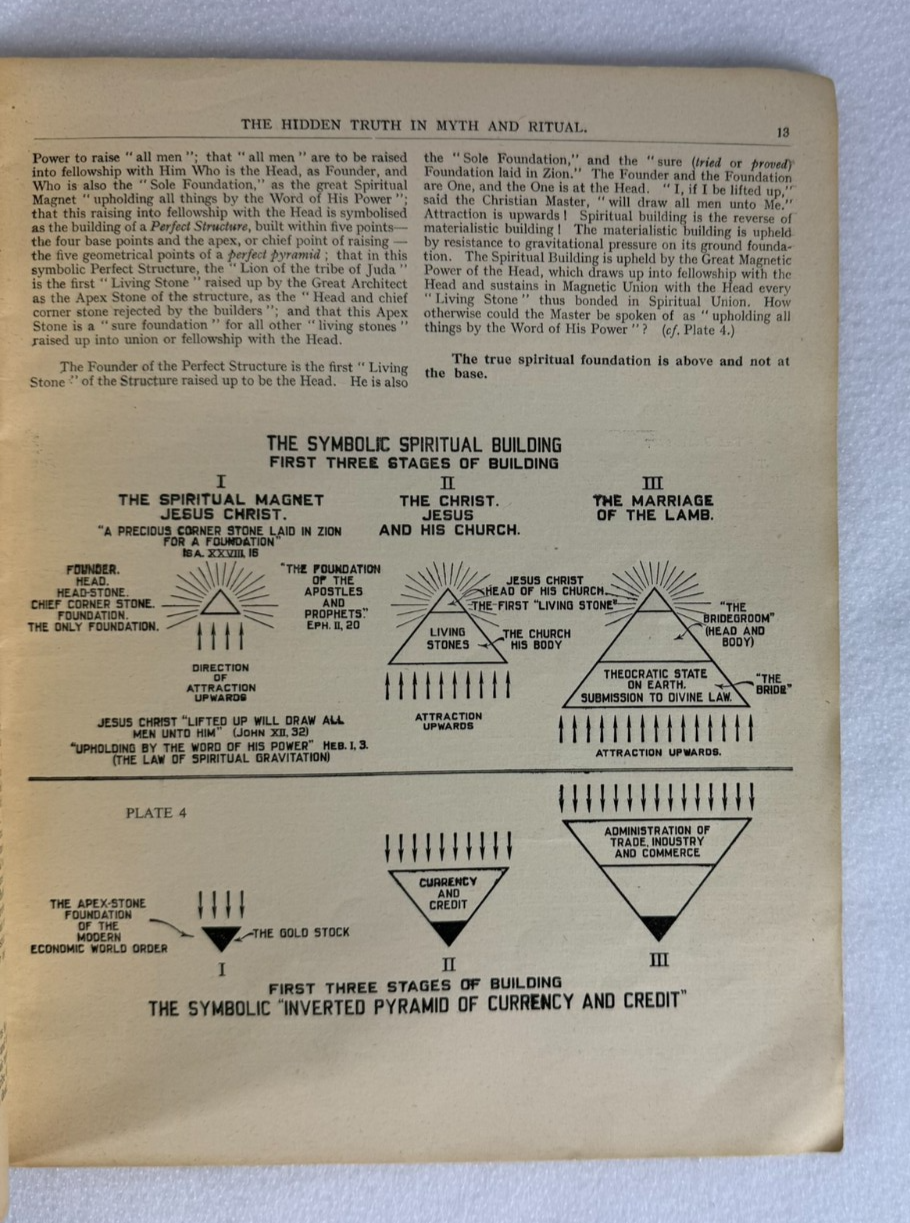 THE HIDDEN TRUTH IN MYTH AND RITUAL.
13
Power to raise " all men "; that " all men " are to be raised
into fellowship with Him Who is the Head, as Founder, and
Who is also the " Sole Foundation," as the great Spiritual
Magnet " upholding all things by the Word of His Power ";
that this raising into fellowship with the Head is symbolised
as the building of a Perfect Structure, built within five points—
the four base points and the apex, or chief point of raising —
the five geometrical points of a perfect pyramid ; that in this
symbolic Perfect Structure, the " Lion of the tribe of Juda "
is the first " Living Stone " raised up by the Great Architect
as the Apex Stone of the structure, as the " Head and chief
corner stone rejected by the builders "; and that this Apex
Stone is a " sure foundation " for all other " living stones "
raised up into union or fellowship with the Head.
The Founder of the Perfect Structure is the first " Living
Stone " of the Structure raised up to be the Head. He is also
the " Sole Foundation," and the " sure (tried or proved)
Foundation laid in Zion." The Founder and the Foundation
are One, and the One is at the Head. " I, if I be lifted up,"
said the Christian Master, " will draw all men unto Me."
Attraction is upwards ! Spiritual building is the reverse of
materialistic building ! The materialistic building is upheld
by resistance to gravitational pressure on its ground founda-
tion. The Spiritual Building is upheld by the Great Magnetic
Power of the Head, which draws up into fellowship with the
Head and sustains in Magnetic Union with the Head every
" Living Stone " thus bonded in Spiritual Union. How
otherwise could the Master be spoken of as " upholding all
things by the Word of His Power " ? (cf. Plate 4.)
The true spiritual foundation is above and not at
the base.
THE SYMBOLIC SPIRITUAL BUILDING
FIRST THREE STAGES OF BUILDING
I
THE SPIRITUAL MAGNET
JESUS CHRIST.
"A PRECIOUS CORNER STONE LAID IN ZION
FOR A FOUNDATION"
ISA. XXVIII, 16
FOUNDER.
HEAD.
HEAD-STONE.
CHIEF CORNER STONE.
FOUNDATION.
THE ONLY FOUNDATION.
"THE FOUNDATION
OF THE
APOSTLES
AND
PROPHETS."
EPH. II, 20
DIRECTION
OF
ATTRACTION
UPWARDS
JESUS CHRIST "LIFTED UP WILL DRAW ALL
MEN UNTO HIM" (JOHN XII, 32)
"UPHOLDING BY THE WORD OF HIS POWER" HEB. I, 3.
(THE LAW OF SPIRITUAL GRAVITATION)
II
THE CHRIST.
JESUS
AND HIS CHURCH.
JESUS CHRIST
HEAD OF HIS CHURCH.
THE FIRST "LIVING STONE"
LIVING
STONES
THE CHURCH
HIS BODY
ATTRACTION
UPWARDS
III
THE MARRIAGE
OF THE LAMB.
"THE
BRIDEGROOM"
(HEAD AND
BODY)
THEOCRATIC STATE
ON EARTH.
SUBMISSION TO DIVINE LAW.
"THE
BRIDE"
ATTRACTION UPWARDS.
PLATE 4
THE APEX-STONE
FOUNDATION
OF THE
MODERN
ECONOMIC WORLD ORDER
THE GOLD STOCK
I
CURRENCY
AND
CREDIT
II
ADMINISTRATION OF
TRADE, INDUSTRY
AND COMMERCE
III
FIRST THREE STAGES OF BUILDING
THE SYMBOLIC "INVERTED PYRAMID OF CURRENCY AND CREDIT"